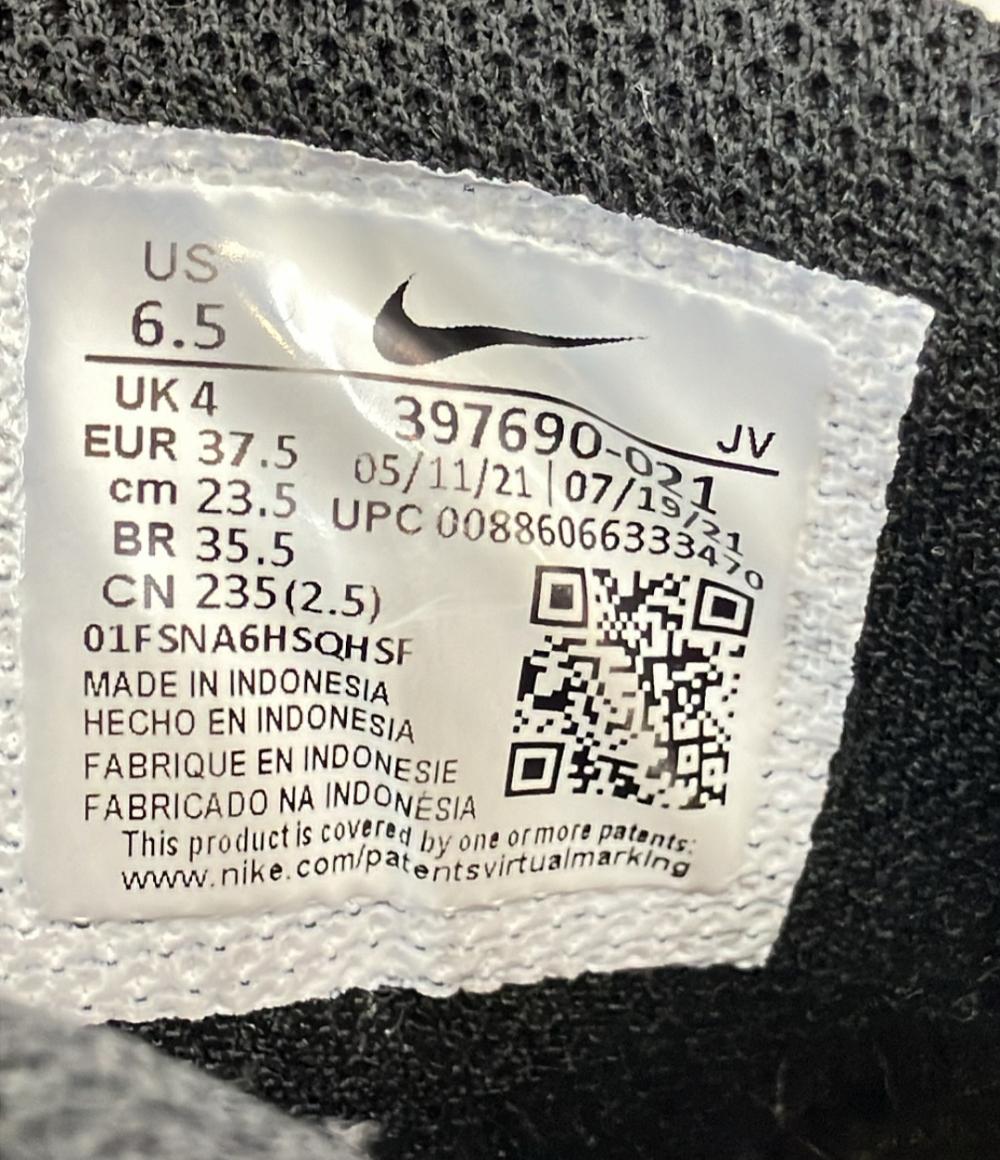 US
6.5
UK 4
EUR 37.5
cm 23.5
BR 35.5
CN 235(2.5)
JV
397690-021
05/11/21 | 07/19/21
UPC 00886066333470
01FSNA6HSQHSF
MADE IN INDONESIA
HECHO EN INDONESIA
FABRIQUE EN INDONESIE
FABRICADO NA INDONÉSIA
This product is covered by one or more patents:
www.nike.com/patentsvirtualmarking